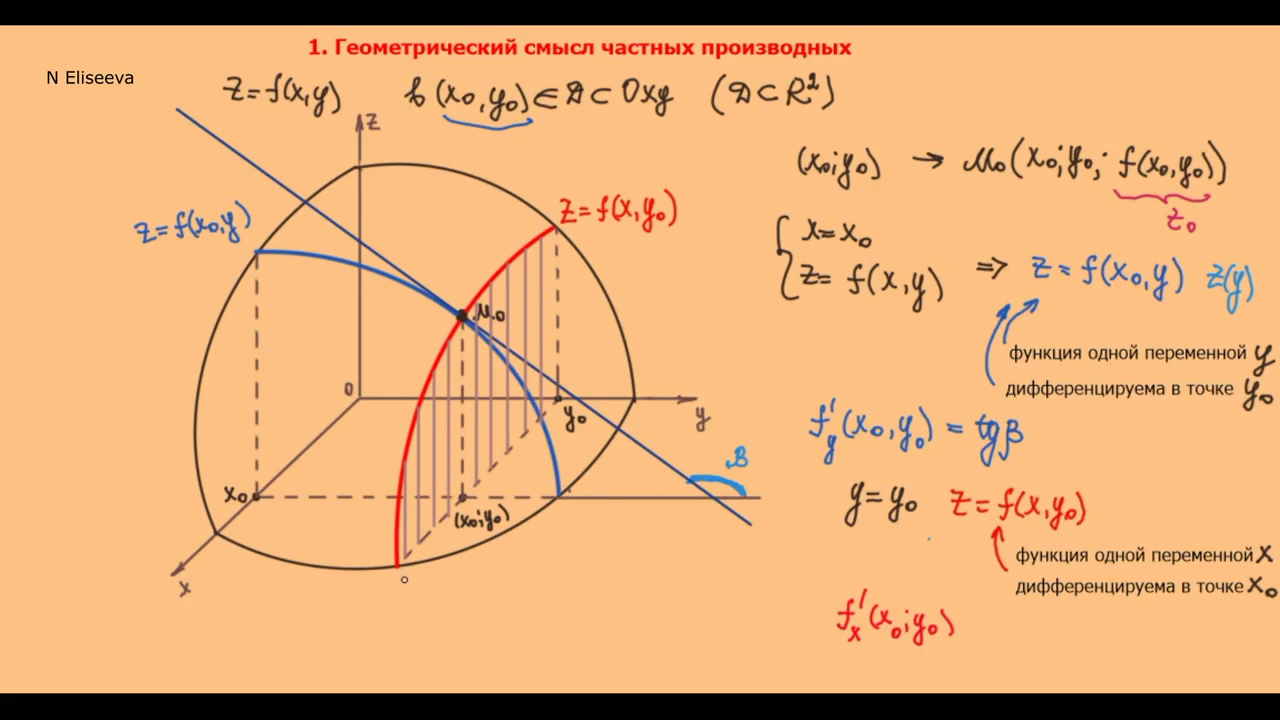 1. Геометрический смысл частных производных
N Eliseeva
z = f(x,y) в (x₀,y₀) ∈ D ⊂ Oxy (D ⊂ R²)
z
(x₀;y₀) → M₀(x₀;y₀; f(x₀,y₀))
z₀
z = f(x₀,y)
z = f(x,y₀)
{ x = x₀
z = f(x,y) ⇒ z = f(x₀,y) z(y)
M₀
функция одной переменной y
дифференцируема в точке y₀
0
y₀
y
f'y(x₀,y₀) = tgβ
β
x₀
(x₀;y₀)
y = y₀ z = f(x,y₀)
функция одной переменной x
дифференцируема в точке x₀
x
f'x(x₀;y₀)